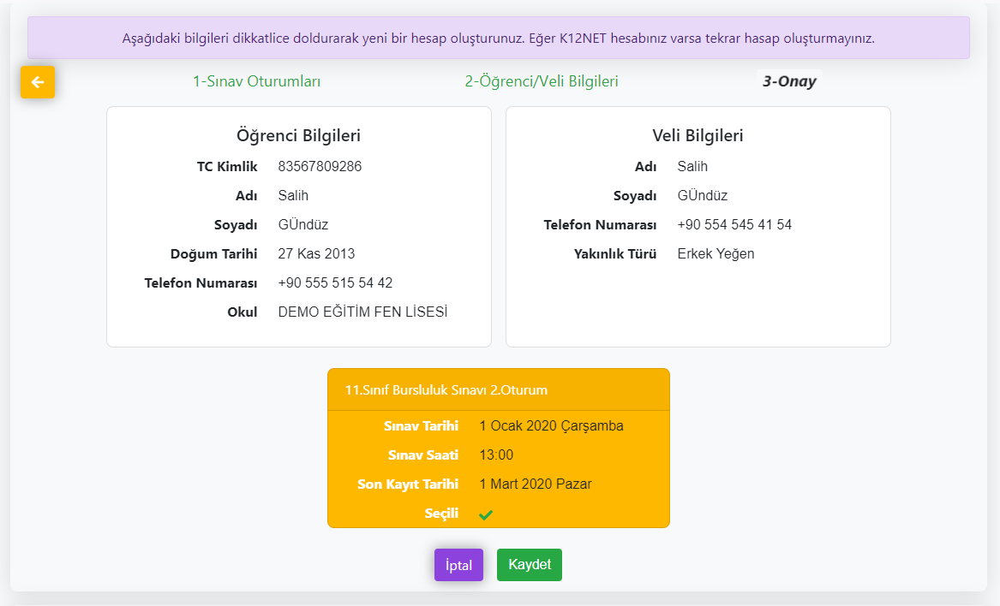 Aşağıdaki bilgileri dikkatlice doldurarak yeni bir hesap oluşturunuz. Eğer K12NET hesabınız varsa tekrar hasap oluşturmayınız.
1-Sınav Oturumları
2-Öğrenci/Veli Bilgileri
3-Onay
Öğrenci Bilgileri
TC Kimlik 83567809286
Adı Salih
Soyadı GÜndüz
Doğum Tarihi 27 Kas 2013
Telefon Numarası +90 555 515 54 42
Okul DEMO EĞİTİM FEN LİSESİ
Veli Bilgileri
Adı Salih
Soyadı GÜndüz
Telefon Numarası +90 554 545 41 54
Yakınlık Türü Erkek Yeğen
11.Sınıf Bursluluk Sınavı 2.Oturum
Sınav Tarihi 1 Ocak 2020 Çarşamba
Sınav Saati 13:00
Son Kayıt Tarihi 1 Mart 2020 Pazar
Seçili
İptal
Kaydet